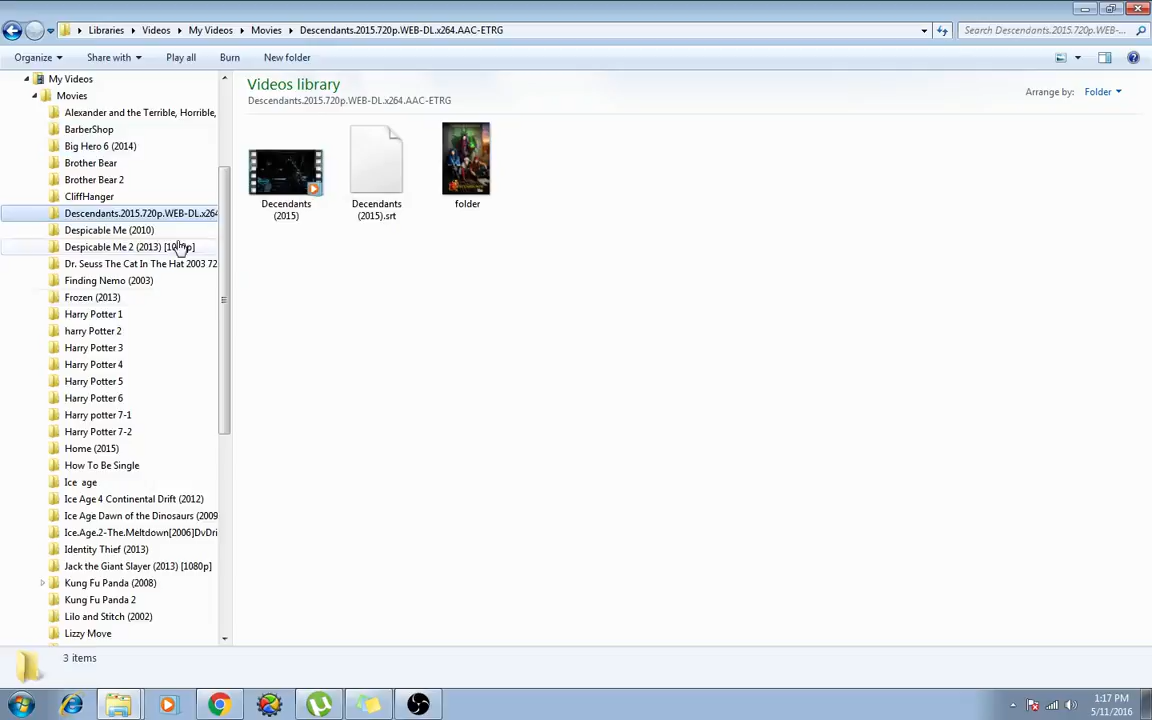 Libraries Videos My Videos Movies Descendants.2015.720p.WEB-DL.x264.AAC-ETRG
Search Descendants.2015.720p.WEB-...
Organize Share with Play all Burn New folder
My Videos
Movies
Alexander and the Terrible, Horrible,
BarberShop
Big Hero 6 (2014)
Brother Bear
Brother Bear 2
CliffHanger
Descendants.2015.720p.WEB-DL.x264
Despicable Me (2010)
Despicable Me 2 (2013) [1080p]
Dr. Seuss The Cat In The Hat 2003 72
Finding Nemo (2003)
Frozen (2013)
Harry Potter 1
harry Potter 2
Harry Potter 3
Harry Potter 4
Harry Potter 5
Harry Potter 6
Harry potter 7-1
Harry Potter 7-2
Home (2015)
How To Be Single
Ice age
Ice Age 4 Continental Drift (2012)
Ice Age Dawn of the Dinosaurs (2009
Ice.Age.2-The.Meltdown[2006]DvDri
Identity Thief (2013)
Jack the Giant Slayer (2013) [1080p]
Kung Fu Panda (2008)
Kung Fu Panda 2
Lilo and Stitch (2002)
Lizzy Move
Videos library
Descendants.2015.720p.WEB-DL.x264.AAC-ETRG
Arrange by: Folder
Decendants
(2015)
Decendants
(2015).srt
folder
3 items
1:17 PM
5/11/2016